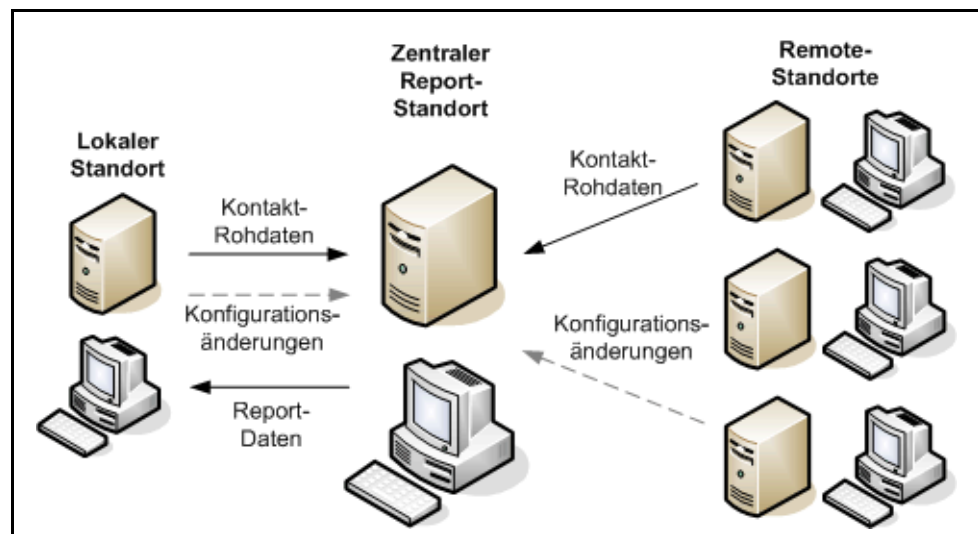 Lokaler
Standort
Zentraler
Report-
Standort
Remote-
Standorte
Kontakt-
Rohdaten
Konfigurations-
änderungen
Report-
Daten
Kontakt-
Rohdaten
Konfigurations-
änderungen